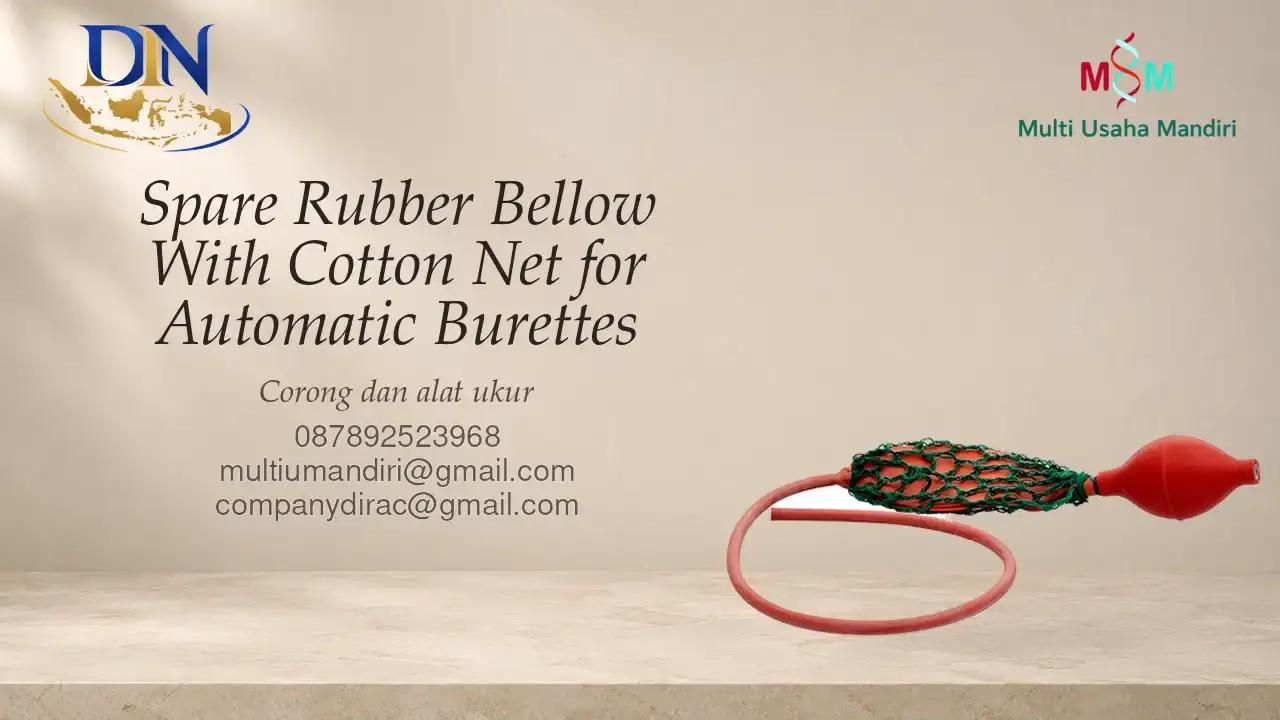 DN
M M
Multi Usaha Mandiri
Spare Rubber Bellow
With Cotton Net for
Automatic Burettes
Corong dan alat ukur
087892523968
multiumandiri@gmail.com
companydirac@gmail.com